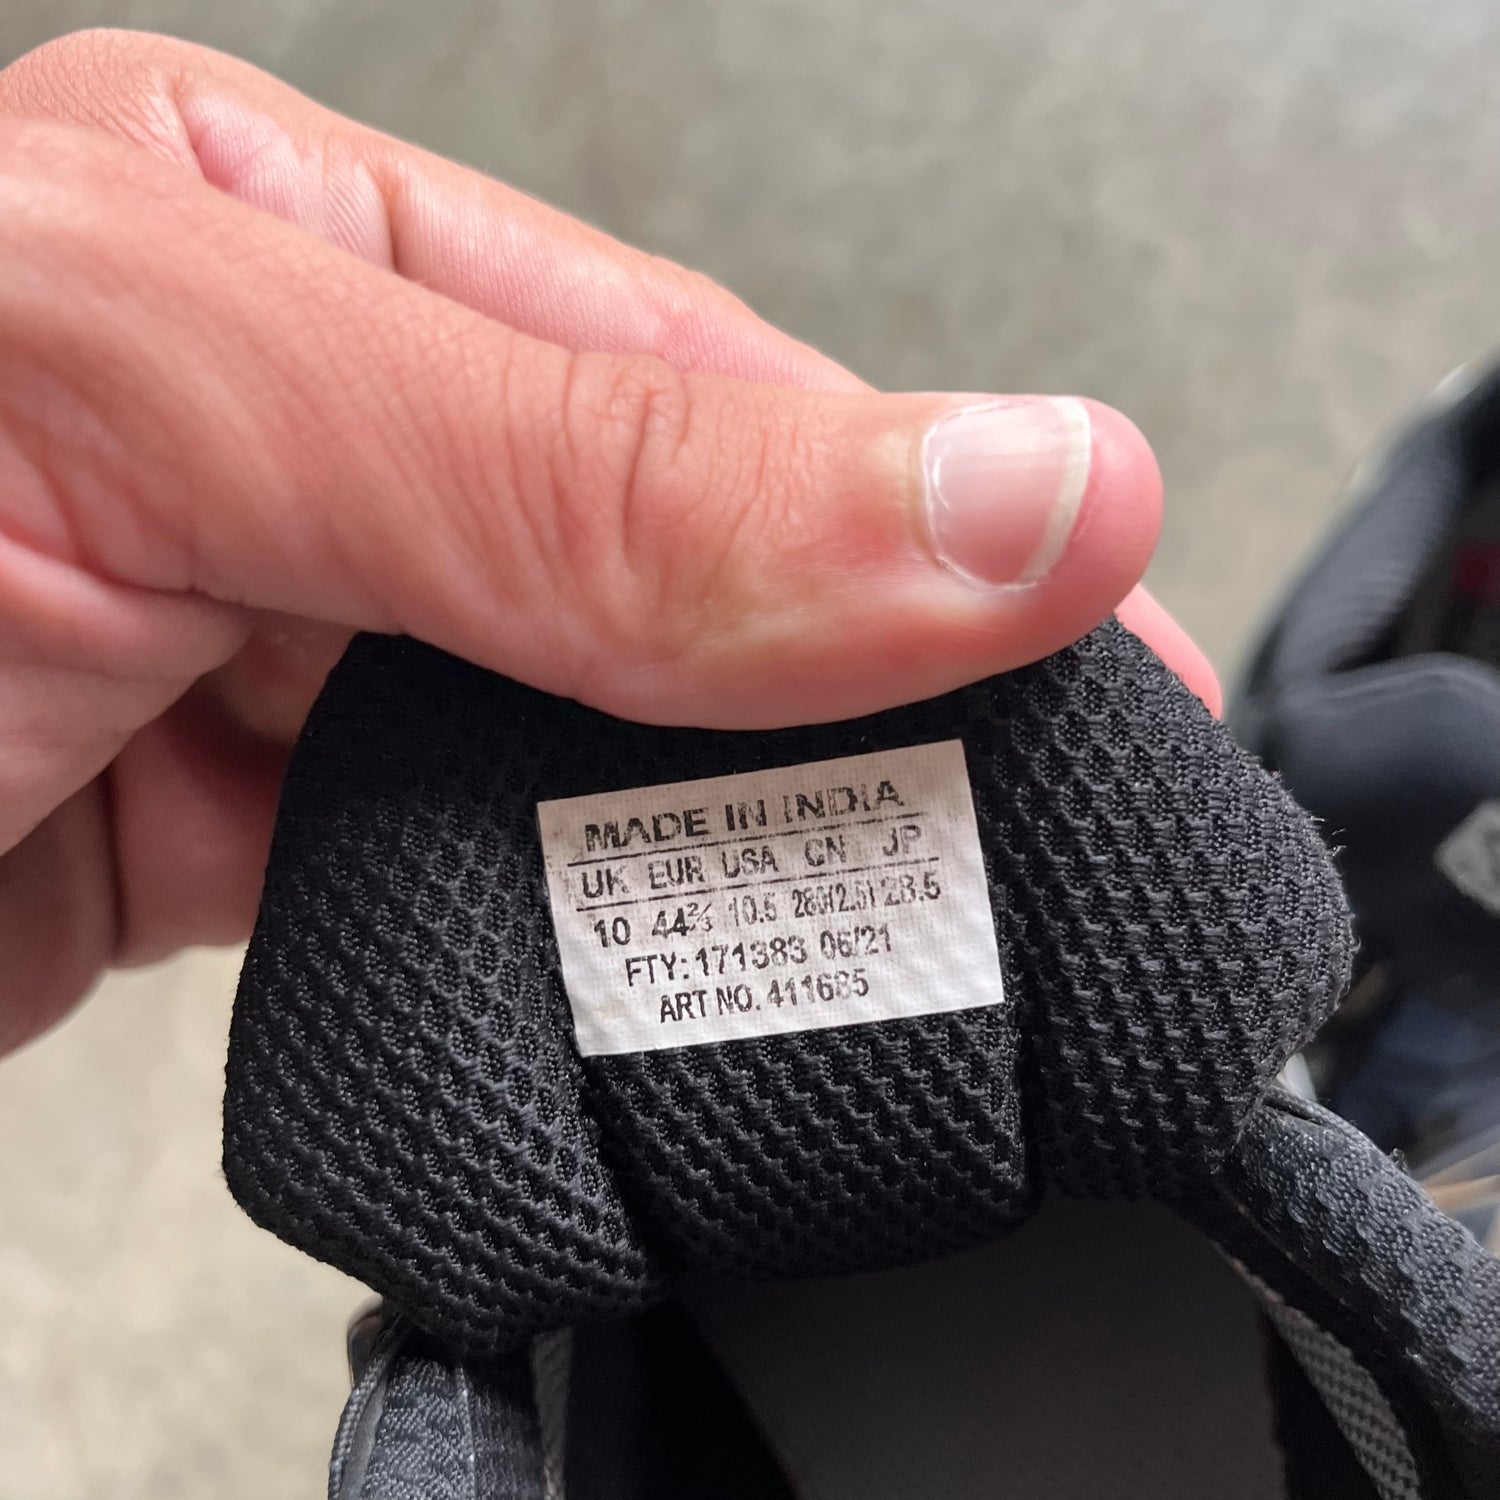 MADE IN INDIA
UK EUR USA CN JP
10 44⅔ 10.5 280(2.5) 28.5
FTY:171383 06/21
ART NO. 411685